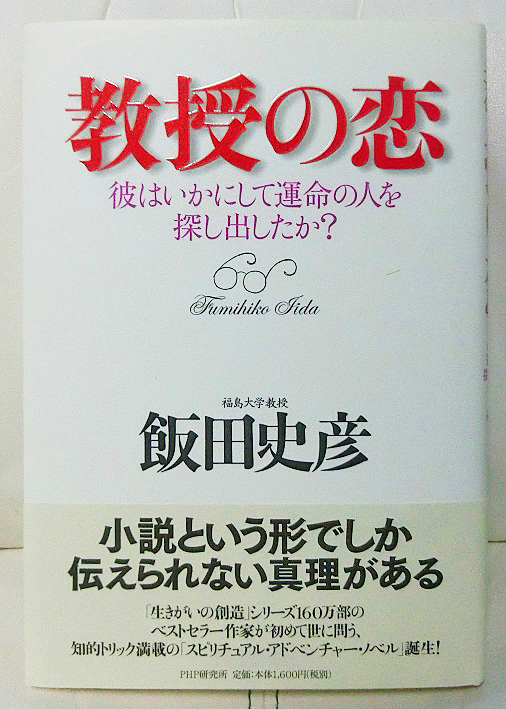 教授の恋
彼はいかにして運命の人を
探し出したか?
Fumihiko Iida
福島大学教授
飯田史彦
小説という形でしか
伝えられない真理がある
「生きがいの創造」シリーズ160万部の
ベストセラー作家が初めて世に問う、
知的トリック満載の「スピリチュアル・アドベンチャー・ノベル」誕生!
PHP研究所 定価:本体1,600円(税別)